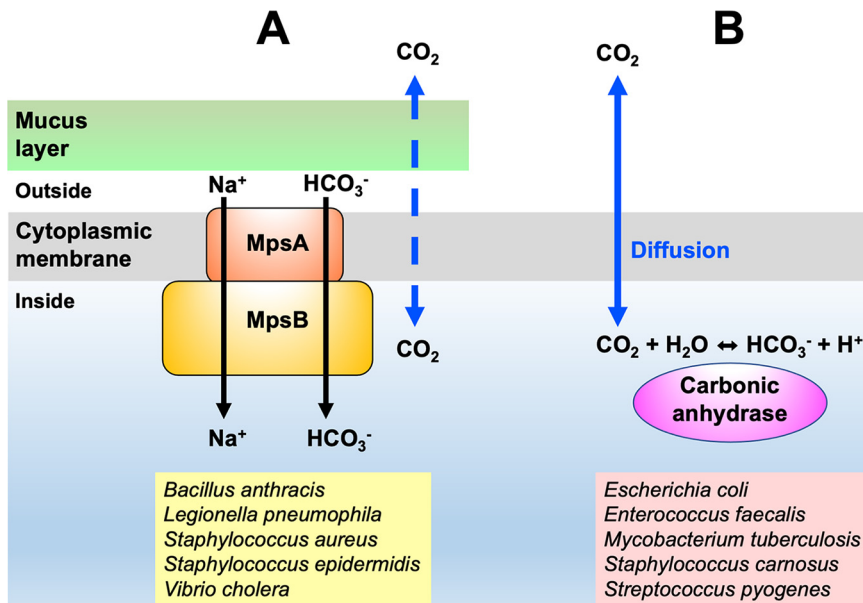 A
B
CO₂
CO₂
Mucus
layer
Outside
Na⁺
HCO₃⁻
Cytoplasmic
membrane
MpsA
Diffusion
Inside
MpsB
CO₂
CO₂ + H₂O ↔ HCO₃⁻ + H⁺
Carbonic
anhydrase
Na⁺
HCO₃⁻
Bacillus anthracis
Legionella pneumophila
Staphylococcus aureus
Staphylococcus epidermidis
Vibrio cholera
Escherichia coli
Enterococcus faecalis
Mycobacterium tuberculosis
Staphylococcus carnosus
Streptococcus pyogenes